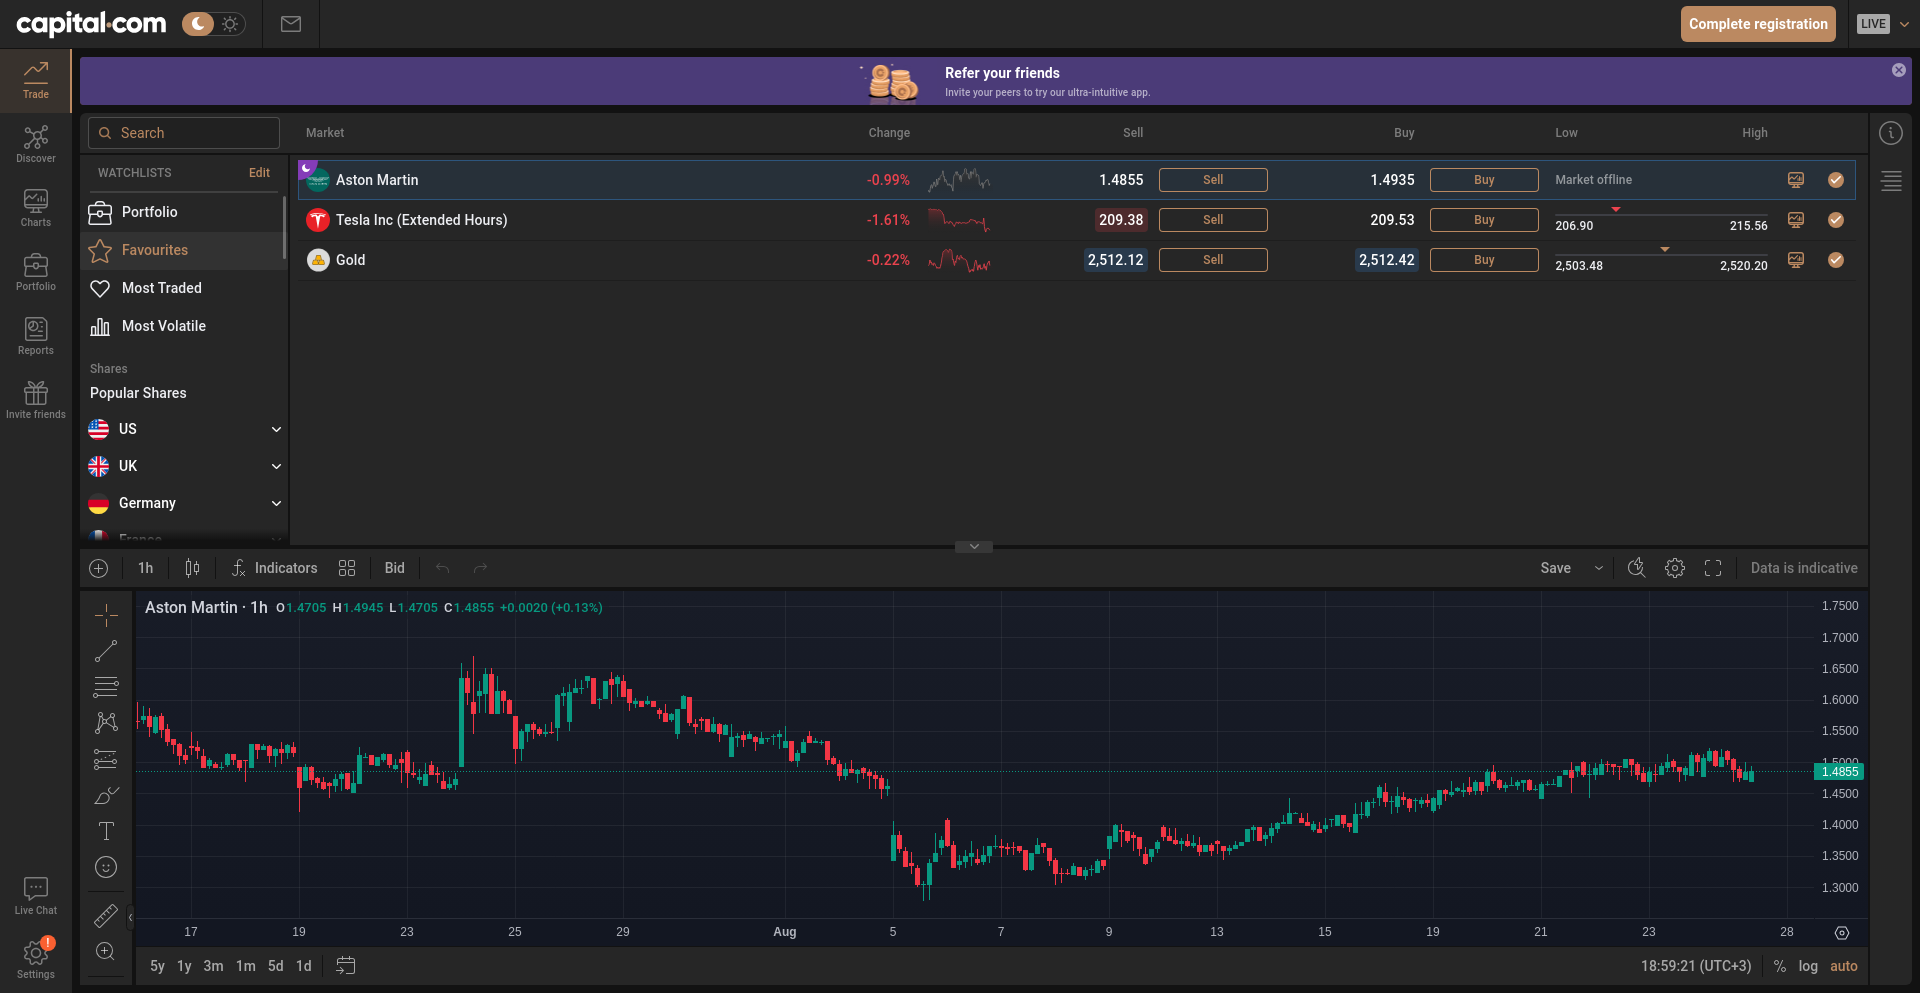 capital.com
Complete registration
LIVE
Refer your friends
Invite your peers to try our ultra-intuitive app.
Trade
Discover
Charts
Portfolio
Reports
Invite friends
Live Chat
!
Settings
Search
WATCHLISTS Edit
Portfolio
Favourites
Most Traded
Most Volatile
Shares
Popular Shares
US
UK
Germany
France
Market Change Sell Buy Low High
Aston Martin -0.99% 1.4855 Sell 1.4935 Buy Market offline
Tesla Inc (Extended Hours) -1.61% 209.38 Sell 209.53 Buy 206.90 215.56
Gold -0.22% 2,512.12 Sell 2,512.42 Buy 2,503.48 2,520.20
1h Indicators Bid Save Data is indicative
Aston Martin · 1h O1.4705 H1.4945 L1.4705 C1.4855 +0.0020 (+0.13%)
1.7500
1.7000
1.6500
1.6000
1.5500
1.5000
1.4855
1.4500
1.4000
1.3500
1.3000
17 19 23 25 29 Aug 5 7 9 13 15 19 21 23 28
5y 1y 3m 1m 5d 1d 18:59:21 (UTC+3) % log auto